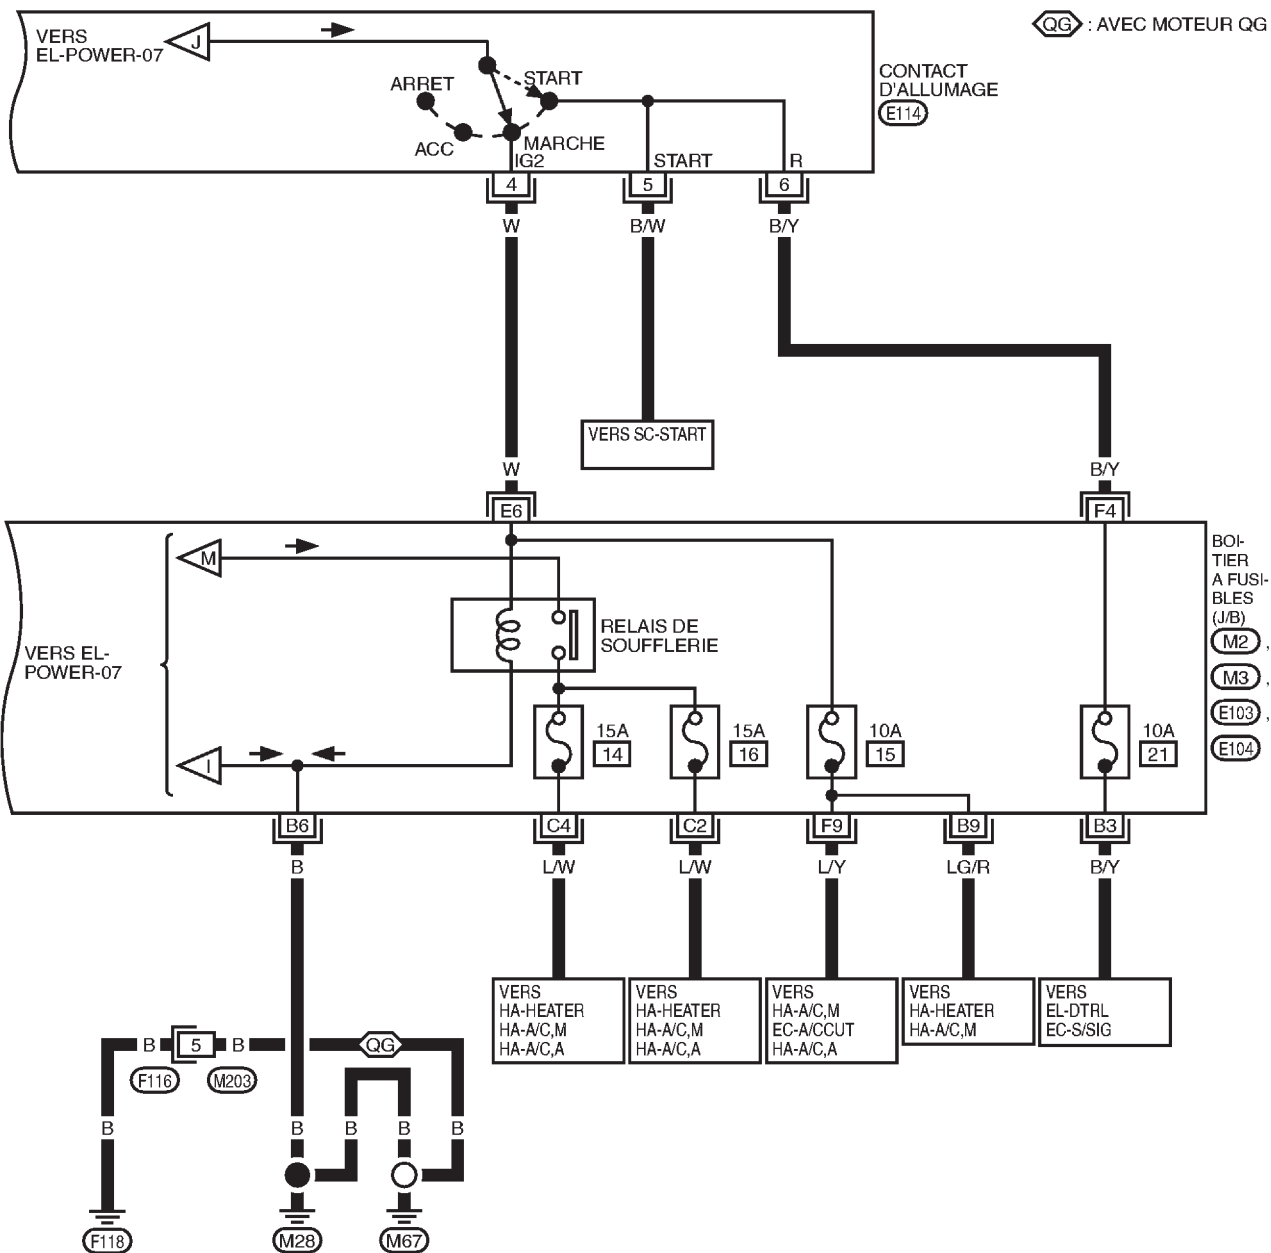 VERS
EL-POWER-07
J
QG : AVEC MOTEUR QG
ARRET
START
CONTACT
D'ALLUMAGE
E114
ACC
MARCHE
IG2
START
R
4
5
6
W
B/W
B/Y
VERS SC-START
W
B/Y
E6
F4
M
BOI-
TIER
A FUSI-
BLES
(J/B)
M2 ,
M3 ,
E103 ,
E104
RELAIS DE
SOUFFLERIE
VERS EL-
POWER-07
I
15A
14
15A
16
10A
15
10A
21
B6
C4
C2
F9
B9
B3
B
L/W
L/W
L/Y
LG/R
B/Y
VERS
HA-HEATER
HA-A/C,M
HA-A/C,A
VERS
HA-HEATER
HA-A/C,M
HA-A/C,A
VERS
HA-A/C,M
EC-A/CCUT
HA-A/C,A
VERS
HA-HEATER
HA-A/C,M
VERS
EL-DTRL
EC-S/SIG
B
5
B
QG
F116
M203
B
B
B
B
B
F118
M28
M67